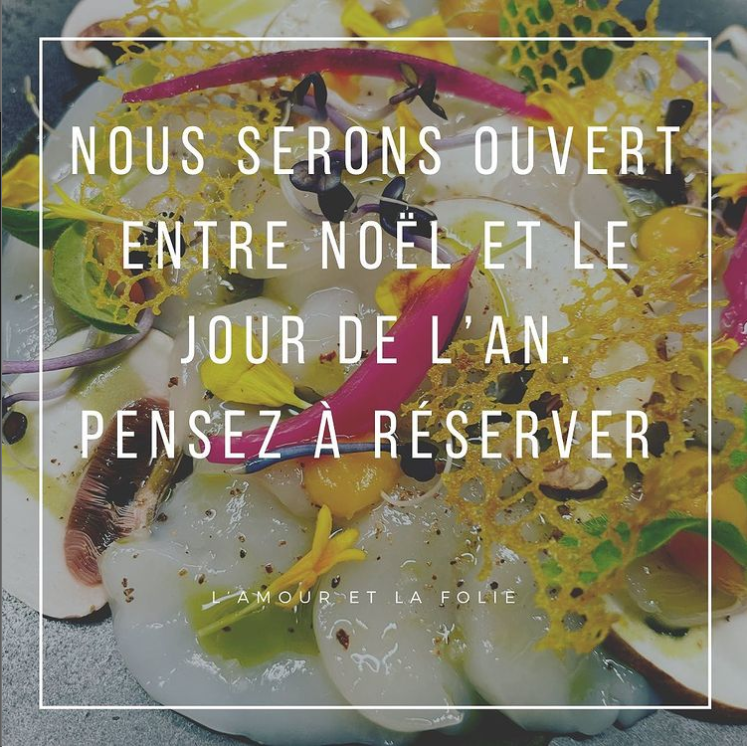 NOUS SERONS OUVERT
ENTRE NOËL ET LE
JOUR DE L’AN.
PENSEZ À RÉSERVER
L'AMOUR ET LA FOLIE